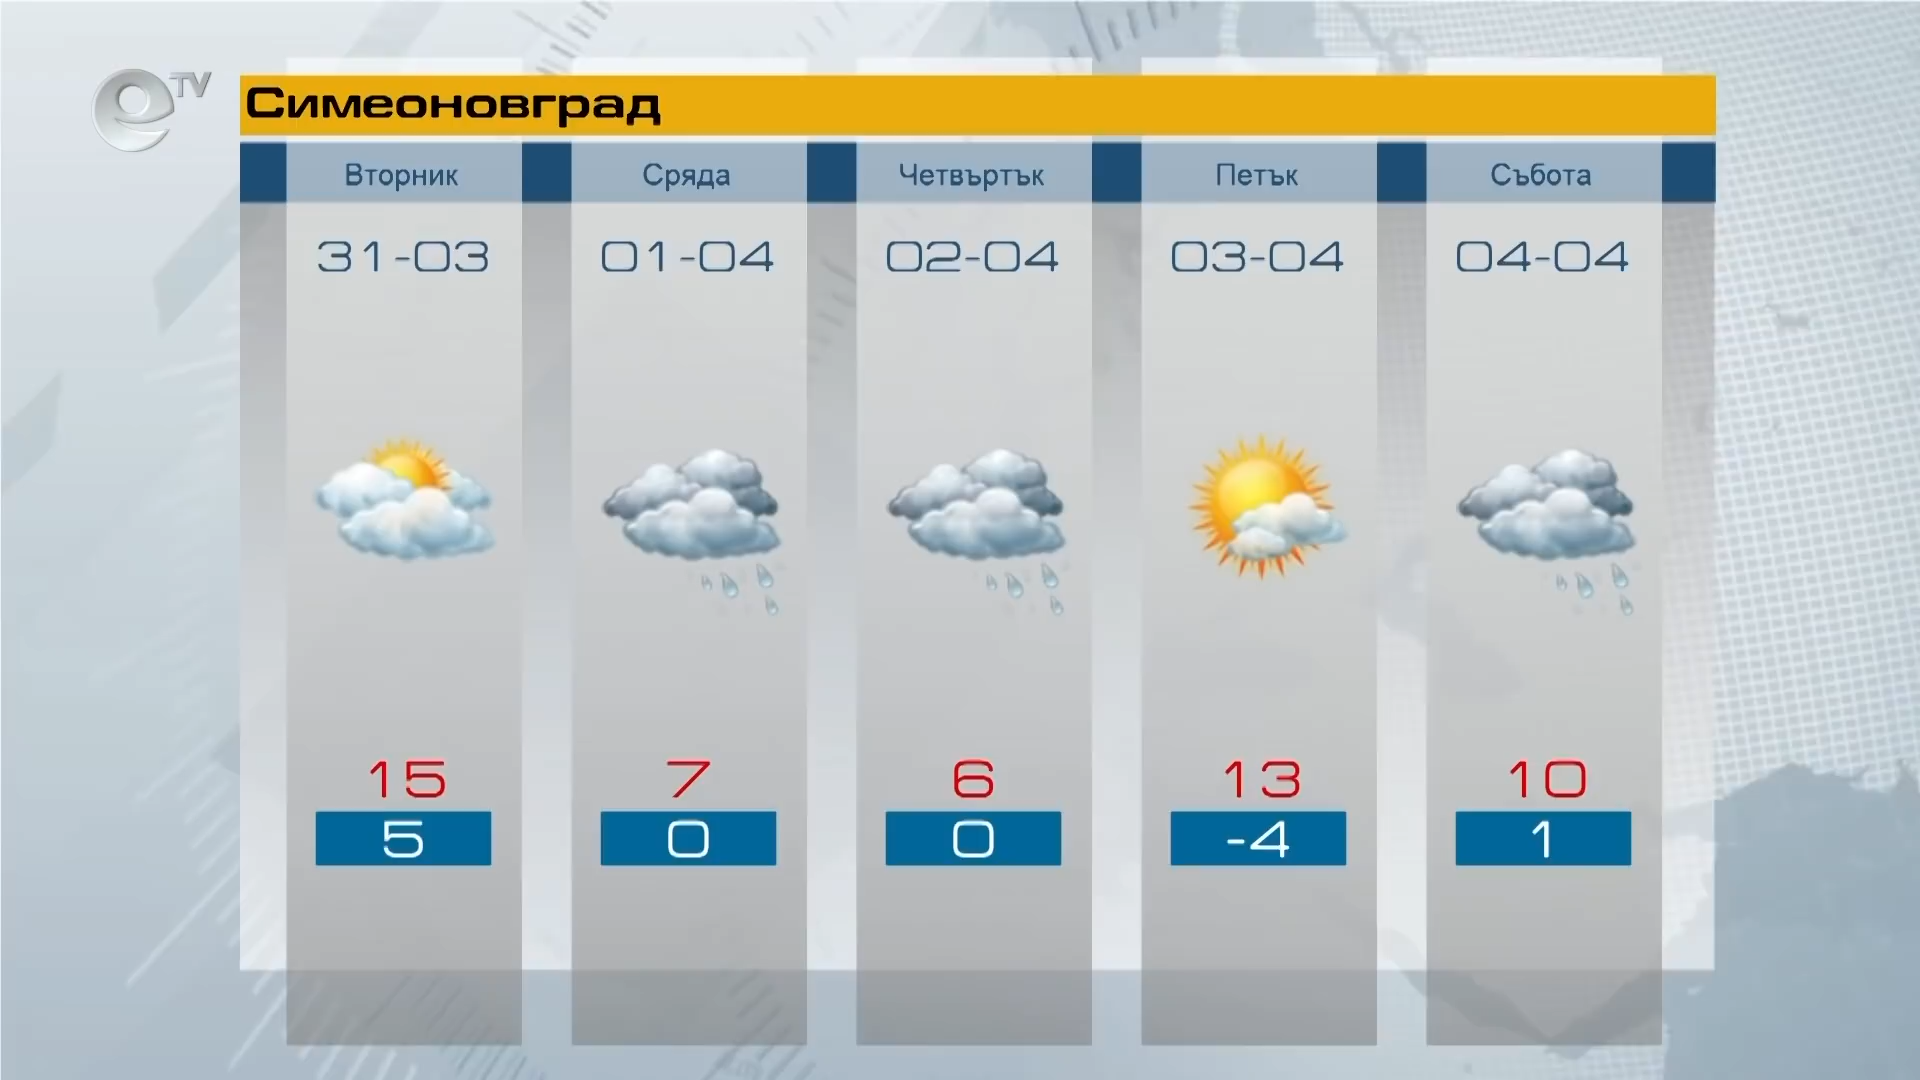 eTV
Симеоновград
Вторник Сряда Четвъртък Петък Събота
31-03 01-04 02-04 03-04 04-04
15 7 6 13 10
5 0 0 -4 1